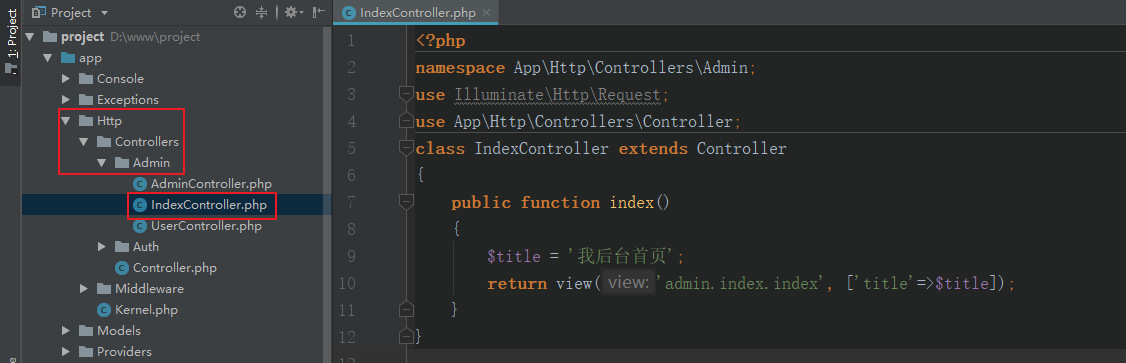 1: Project
Project
project D:\www\project
app
Console
Exceptions
Http
Controllers
Admin
AdminController.php
IndexController.php
UserController.php
Auth
Controller.php
Middleware
Kernel.php
Models
Providers
IndexController.php
1 <?php
2 namespace App\Http\Controllers\Admin;
3 use Illuminate\Http\Request;
4 use App\Http\Controllers\Controller;
5 class IndexController extends Controller
6 {
7 public function index()
8 {
9 $title = '我后台首页';
10 return view( view: 'admin.index.index', ['title'=>$title]);
11 }
12 }